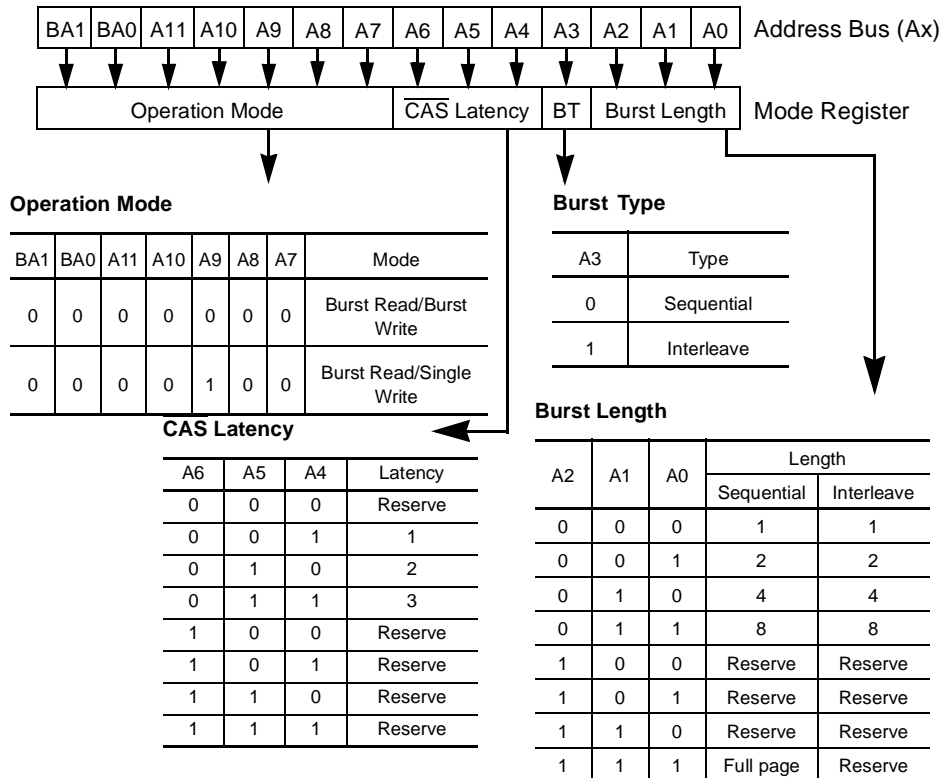 BA1 BA0 A11 A10 A9 A8 A7 A6 A5 A4 A3 A2 A1 A0 Address Bus (Ax)
Operation Mode CAS Latency BT Burst Length Mode Register
Operation Mode
BA1 BA0 A11 A10 A9 A8 A7 Mode
0 0 0 0 0 0 0 Burst Read/Burst
Write
0 0 0 0 1 0 0 Burst Read/Single
Write
Burst Type
A3 Type
0 Sequential
1 Interleave
CAS Latency
A6 A5 A4 Latency
0 0 0 Reserve
0 0 1 1
0 1 0 2
0 1 1 3
1 0 0 Reserve
1 0 1 Reserve
1 1 0 Reserve
1 1 1 Reserve
Burst Length
A2 A1 A0 Length
Sequential Interleave
0 0 0 1 1
0 0 1 2 2
0 1 0 4 4
0 1 1 8 8
1 0 0 Reserve Reserve
1 0 1 Reserve Reserve
1 1 0 Reserve Reserve
1 1 1 Full page Reserve